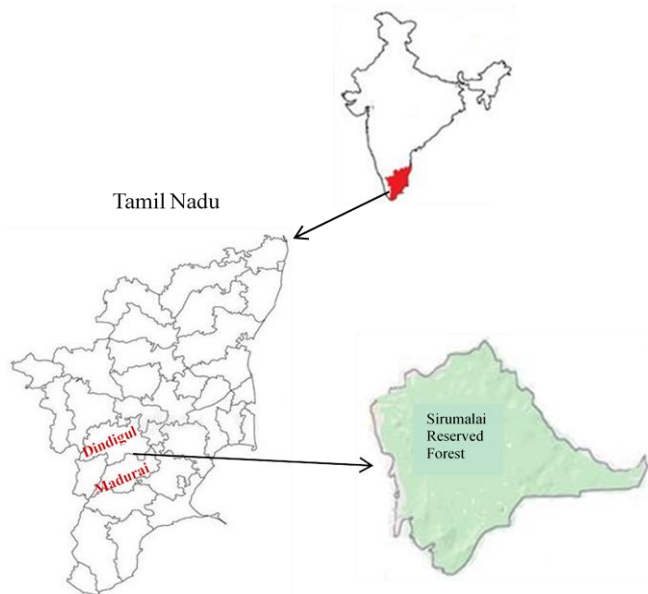 Tamil Nadu
Dindigul
Madurai
Sirumalai
Reserved
Forest